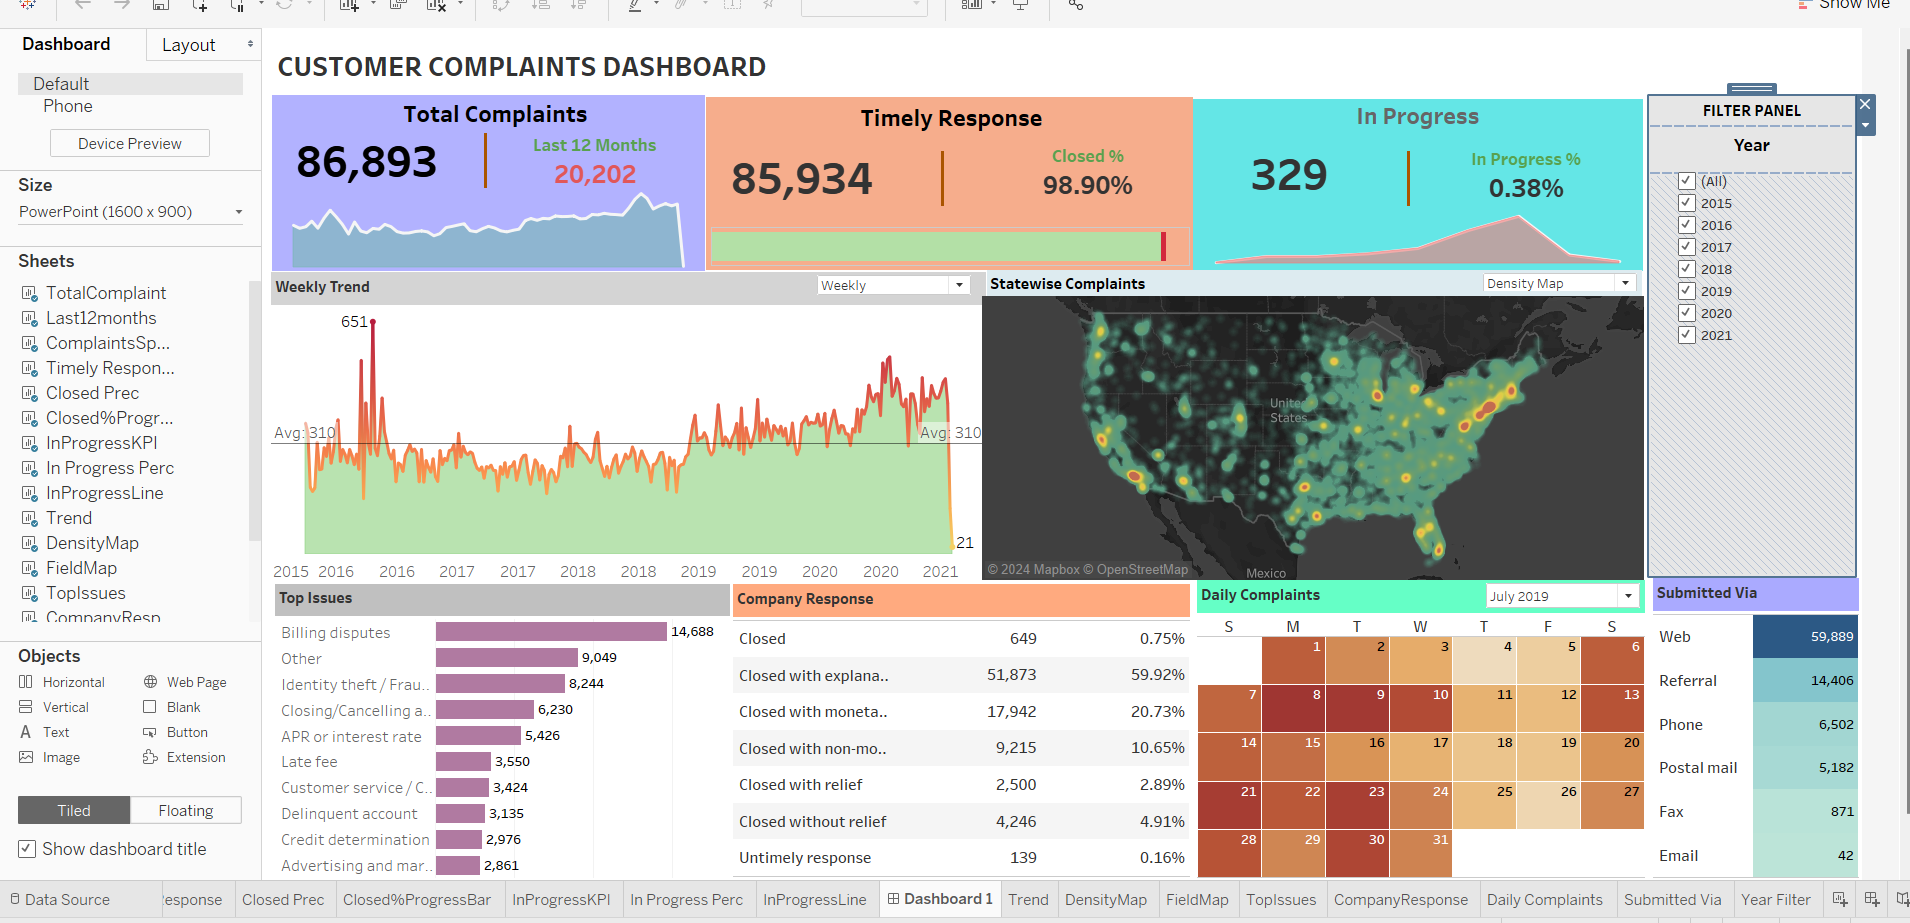 Show Me
Dashboard
Layout
Default
Phone
Device Preview
Size
PowerPoint (1600 x 900)
Sheets
TotalComplaint
Last12months
ComplaintsSp...
Timely Respon...
Closed Prec
Closed%Progr...
InProgressKPI
In Progress Perc
InProgressLine
Trend
DensityMap
FieldMap
TopIssues
CompanyResp
Objects
Horizontal
Web Page
Vertical
Blank
Text
Button
Image
Extension
Tiled
Floating
Show dashboard title
CUSTOMER COMPLAINTS DASHBOARD
Total Complaints
86,893
Last 12 Months
20,202
Timely Response
85,934
Closed %
98.90%
In Progress
329
In Progress %
0.38%
FILTER PANEL
Year
(All)
2015
2016
2017
2018
2019
2020
2021
Weekly Trend
Weekly
651
Avg: 310
Avg: 310
21
2015 2016 2016 2017 2017 2018 2018 2019 2019 2020 2020 2021
Statewise Complaints
Density Map
United
States
© 2024 Mapbox © OpenStreetMap
Mexico
Top Issues
Billing disputes 14,688
Other 9,049
Identity theft / Frau.. 8,244
Closing/Cancelling a.. 6,230
APR or interest rate 5,426
Late fee 3,550
Customer service / C.. 3,424
Delinquent account 3,135
Credit determination 2,976
Advertising and mar.. 2,861
Company Response
Closed 649 0.75%
Closed with explana.. 51,873 59.92%
Closed with moneta.. 17,942 20.73%
Closed with non-mo.. 9,215 10.65%
Closed with relief 2,500 2.89%
Closed without relief 4,246 4.91%
Untimely response 139 0.16%
Daily Complaints
July 2019
S M T W T F S
1 2 3 4 5 6
7 8 9 10 11 12 13
14 15 16 17 18 19 20
21 22 23 24 25 26 27
28 29 30 31
Submitted Via
Web 59,889
Referral 14,406
Phone 6,502
Postal mail 5,182
Fax 871
Email 42
Data Source
esponse
Closed Prec
Closed%ProgressBar
InProgressKPI
In Progress Perc
InProgressLine
Dashboard 1
Trend
DensityMap
FieldMap
TopIssues
CompanyResponse
Daily Complaints
Submitted Via
Year Filter